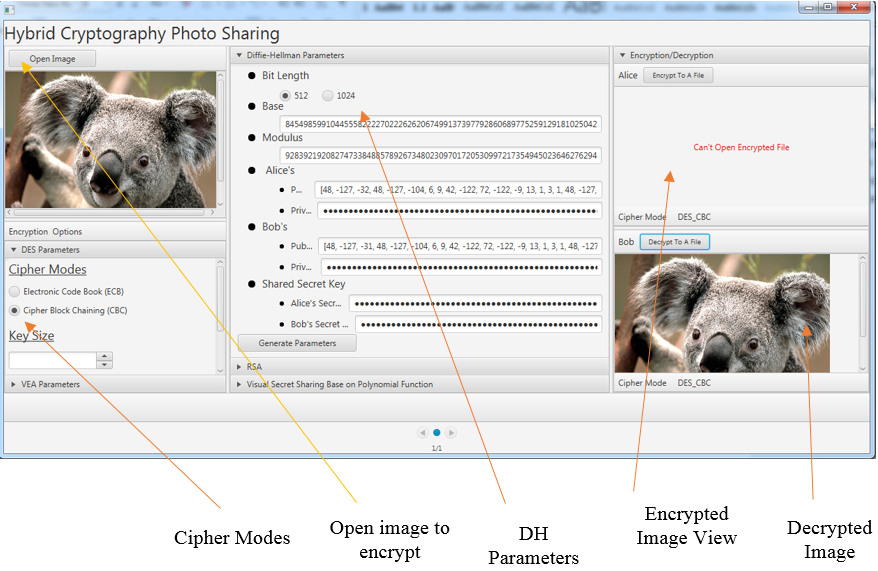 Hybrid Cryptography Photo Sharing
Open Image
Encryption Options
DES Parameters
Cipher Modes
Electronic Code Book (ECB)
Cipher Block Chaining (CBC)
Key Size
VEA Parameters
Diffie-Hellman Parameters
Bit Length
512 1024
Base
8454985991044555822227022262620674991373977928606897752591291810250 42
Modulus
Alice's
P... [48, -127, -32, 48, -127, -104, 6, 9, 42, -122, 72, -122, -9, 13, 1, 3, 1, 48, -127,
Priv... ●●●●●●●●●●●●●●●●●●●●●●●●●●●●●●●●●●●●●●●●●●●●●●
Bob's
Pub... [48, -127, -31, 48, -127, -104, 6, 9, 42, -122, 72, -122, -9, 13, 1, 3, 1, 48, -127
Priv... ●●●●●●●●●●●●●●●●●●●●●●●●●●●●●●●●●●●●●●●●●●●●●
Shared Secret Key
Alice's Secr... ●●●●●●●●●●●●●●●●●●●●●●●●●●●●●●●●●●●●●●●●●
Bob's Secret ... ●●●●●●●●●●●●●●●●●●●●●●●●●●●●●●●●●●●●●●●●
Generate Parameters
RSA
Visual Secret Sharing Base on Polynomial Function
Encryption/Decryption
Alice Encrypt To A File
Can't Open Encrypted File
Cipher Mode DES_CBC
Bob Decrypt To A File
Cipher Mode DES_CBC
1/1
Cipher Modes
Open image to
encrypt
DH
Parameters
Encrypted
Image View
Decrypted
Image